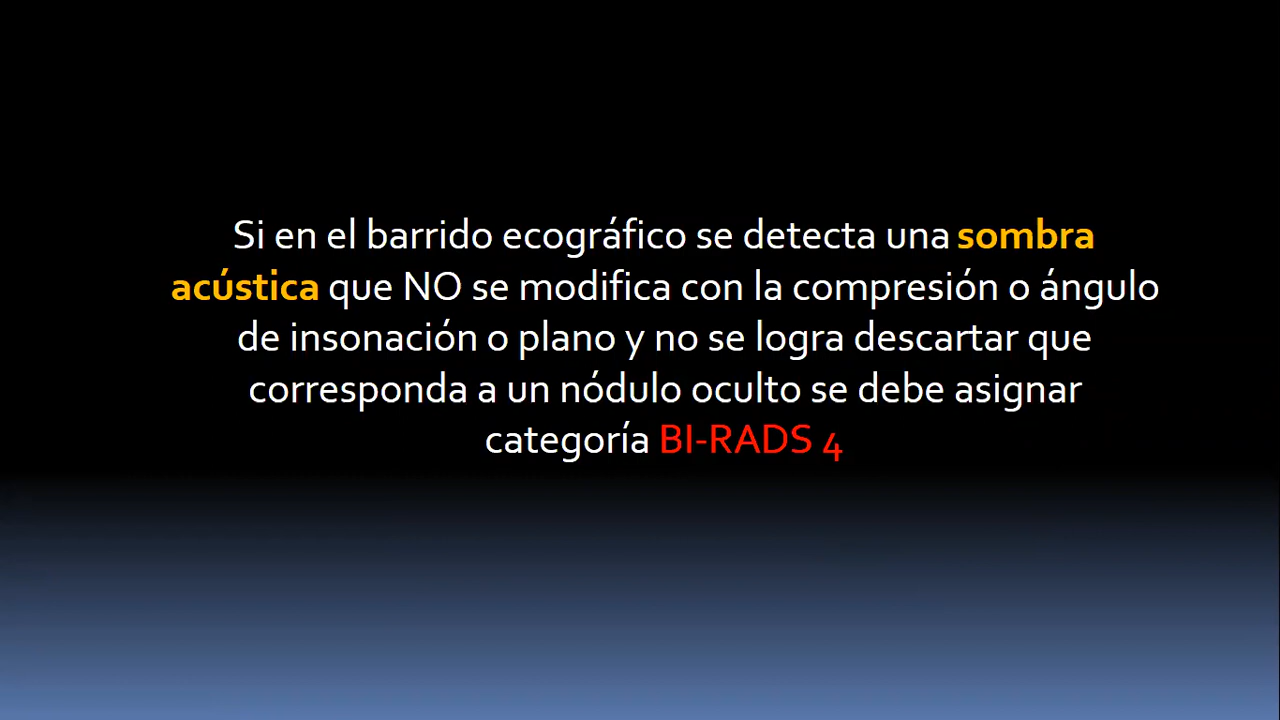 Si en el barrido ecográfico se detecta una sombra
acústica que NO se modifica con la compresión o ángulo
de insonación o plano y no se logra descartar que
corresponda a un nódulo oculto se debe asignar
categoría BI-RADS 4